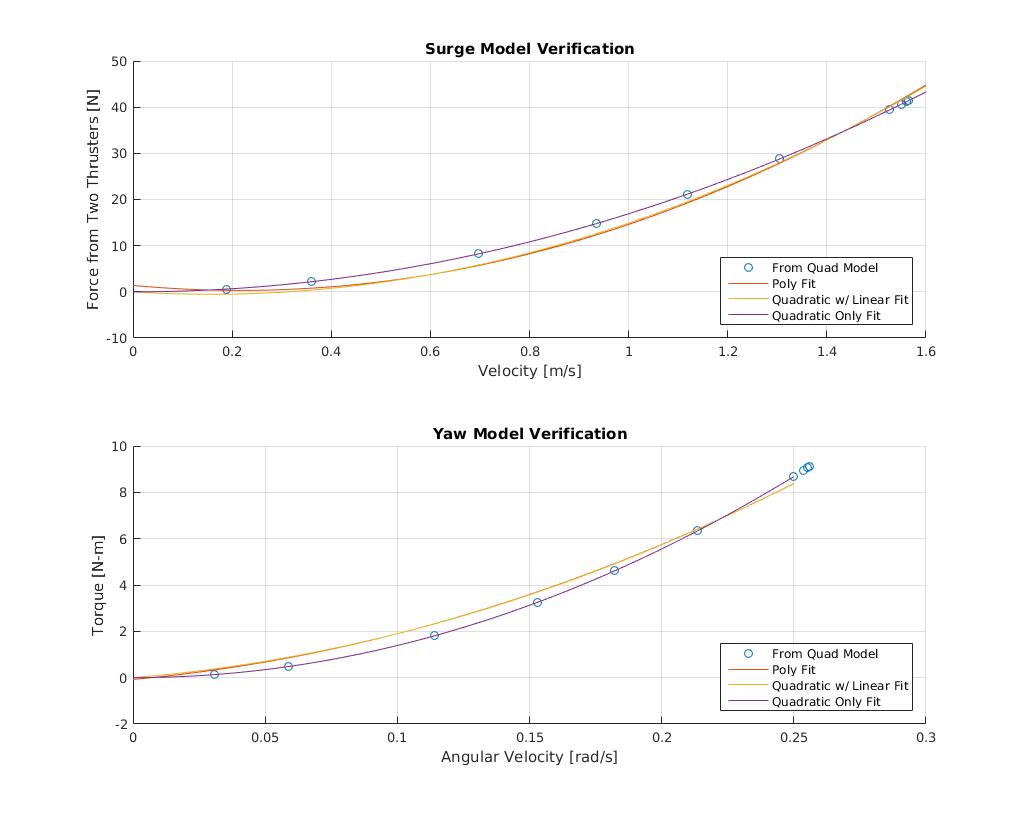 Surge Model Verification
50
40
30
20
10
0
-10
Force from Two Thrusters [N]
From Quad Model
Poly Fit
Quadratic w/ Linear Fit
Quadratic Only Fit
0 0.2 0.4 0.6 0.8 1 1.2 1.4 1.6
Velocity [m/s]
Yaw Model Verification
10
8
6
4
2
0
-2
Torque [N-m]
From Quad Model
Poly Fit
Quadratic w/ Linear Fit
Quadratic Only Fit
0 0.05 0.1 0.15 0.2 0.25 0.3
Angular Velocity [rad/s]